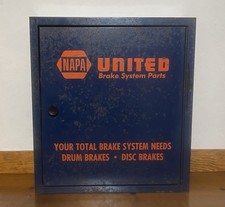 NAPA UNITED
Brake System Parts
YOUR TOTAL BRAKE SYSTEM NEEDS
DRUM BRAKES • DISC BRAKES